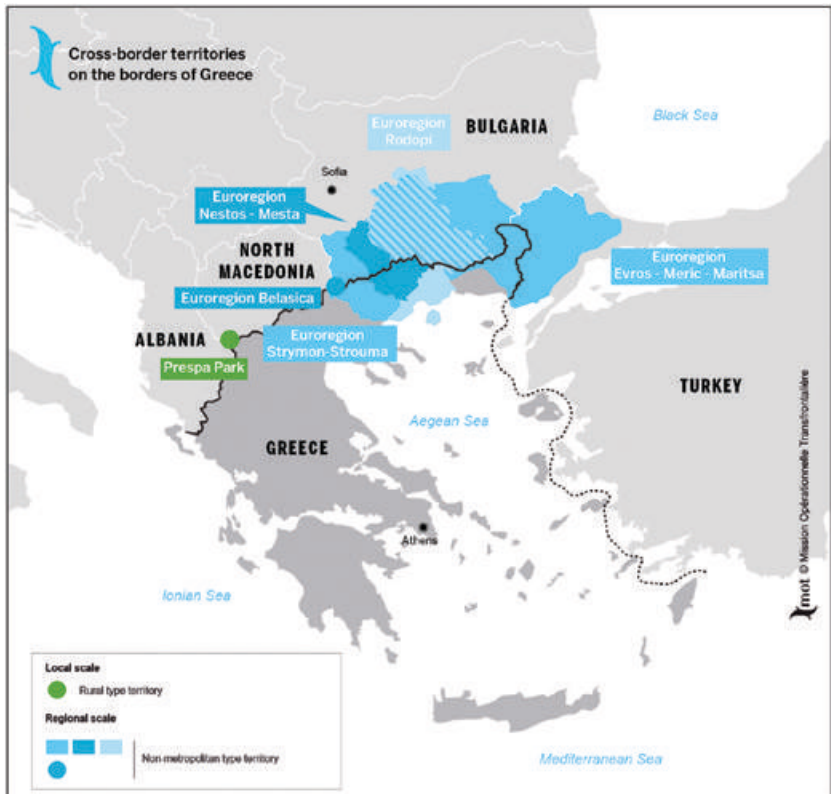 Cross-border territories
on the borders of Greece
Black Sea
Euroregion
Rodopi
BULGARIA
Sofia
Euroregion
Nestos - Mesta
NORTH
MACEDONIA
Euroregion
Evros - Meric - Maritsa
Euroregion Belasica
ALBANIA
Euroregion
Strymon-Strouma
Prespa Park
TURKEY
Aegean Sea
GREECE
Athens
Ionian Sea
mot © Mission Opérationnelle Transfrontalière
Local scale
Rural type territory
Regional scale
Non-metropolitan type territory
Mediterranean Sea